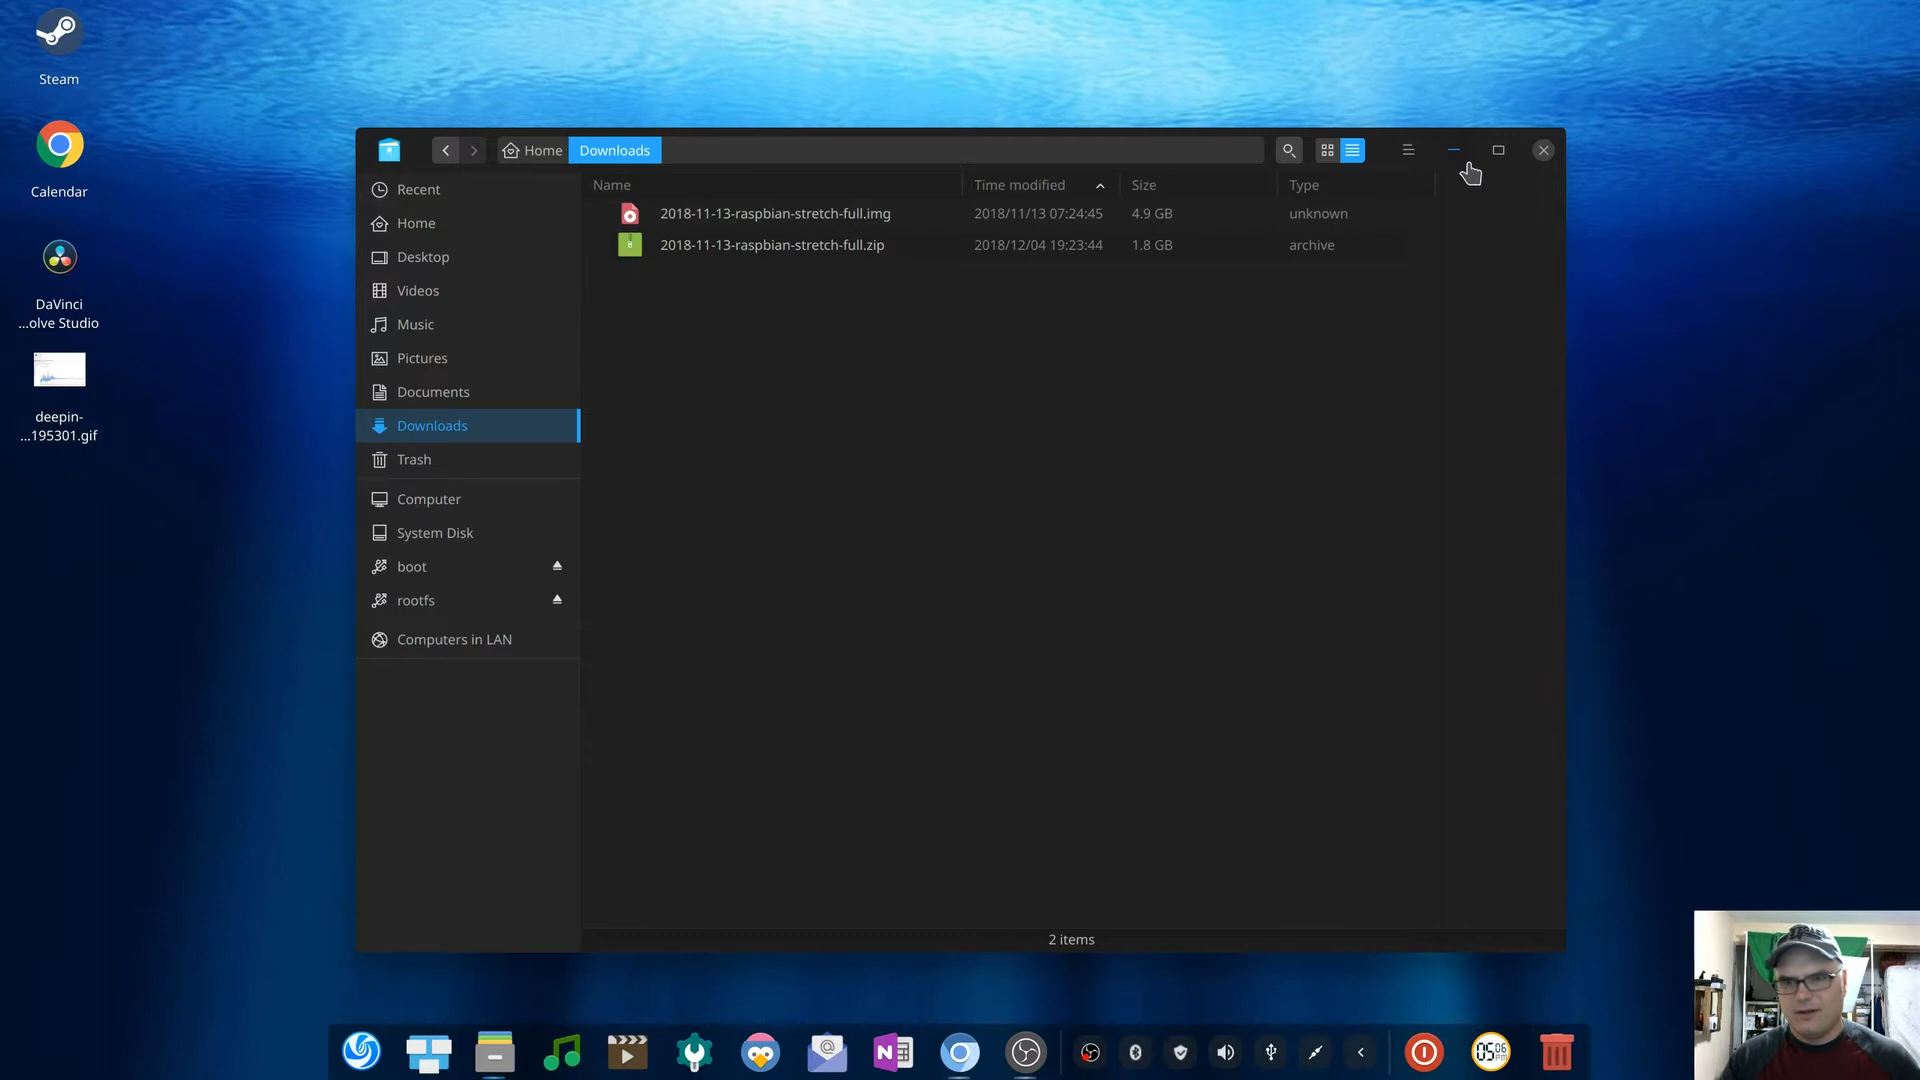 Steam
Calendar
DaVinci
...olve Studio
deepin-
...195301.gif
Home
Downloads
Recent
Home
Desktop
Videos
Music
Pictures
Documents
Downloads
Trash
Computer
System Disk
boot
rootfs
Computers in LAN
Name Time modified Size Type
2018-11-13-raspbian-stretch-full.img 2018/11/13 07:24:45 4.9 GB unknown
2018-11-13-raspbian-stretch-full.zip 2018/12/04 19:23:44 1.8 GB archive
2 items
N
@
05 06
PM